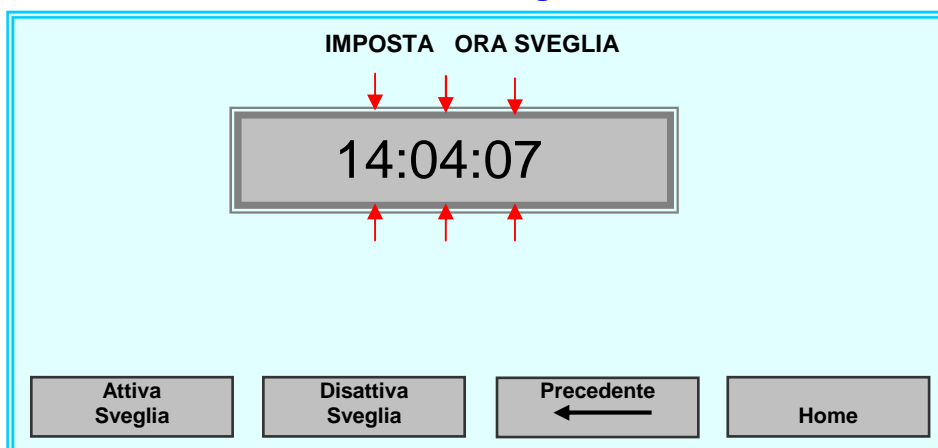 IMPOSTA ORA SVEGLIA
14:04:07
Attiva
Sveglia
Disattiva
Sveglia
Precedente
Home